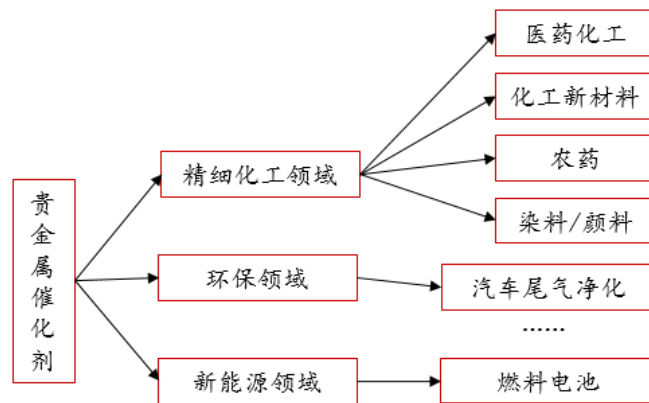 贵金属催化剂
精细化工领域
环保领域
新能源领域
医药化工
化工新材料
农药
染料/颜料
汽车尾气净化
……
燃料电池